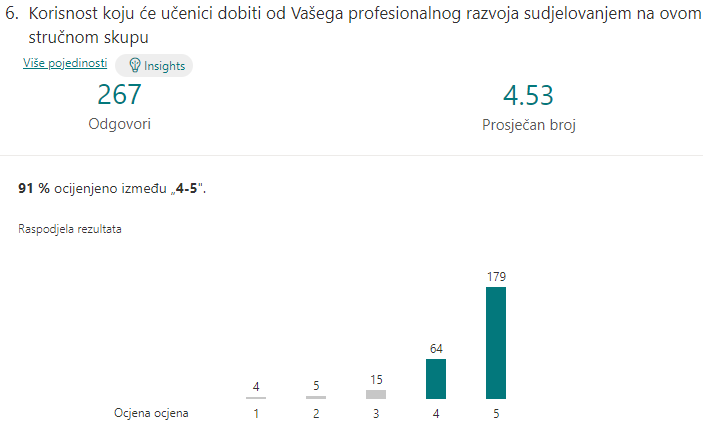 6. Korisnost koju će učenici dobiti od Vašega profesionalnog razvoja sudjelovanjem na ovom
stručnom skupu
Više pojedinosti
Insights
267
Odgovori
4.53
Prosječan broj
91 % ocijenjeno između „4-5".
Raspodjela rezultata
4
5
15
64
179
Ocjena ocjena
1
2
3
4
5